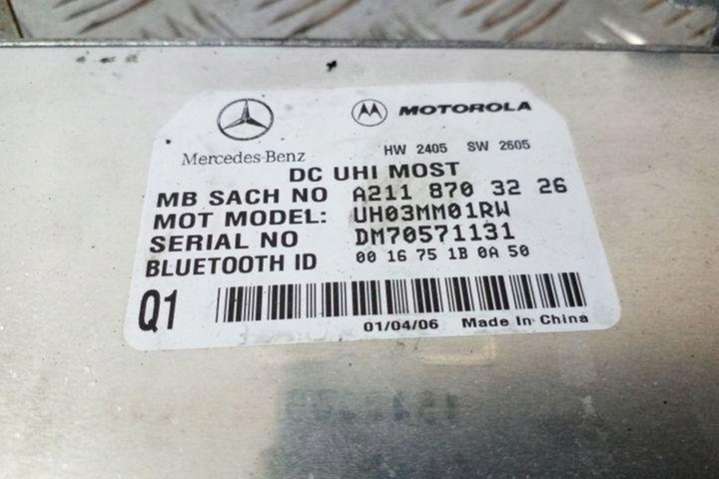 Mercedes-Benz
MOTOROLA
HW 2405 SW 2605
DC UHI MOST
MB SACH NO A211 870 32 26
MOT MODEL: UH03MM01RW
SERIAL NO DM70571131
BLUETOOTH ID 00 16 75 1B 0A 50
Q1
01/04/06 Made In China